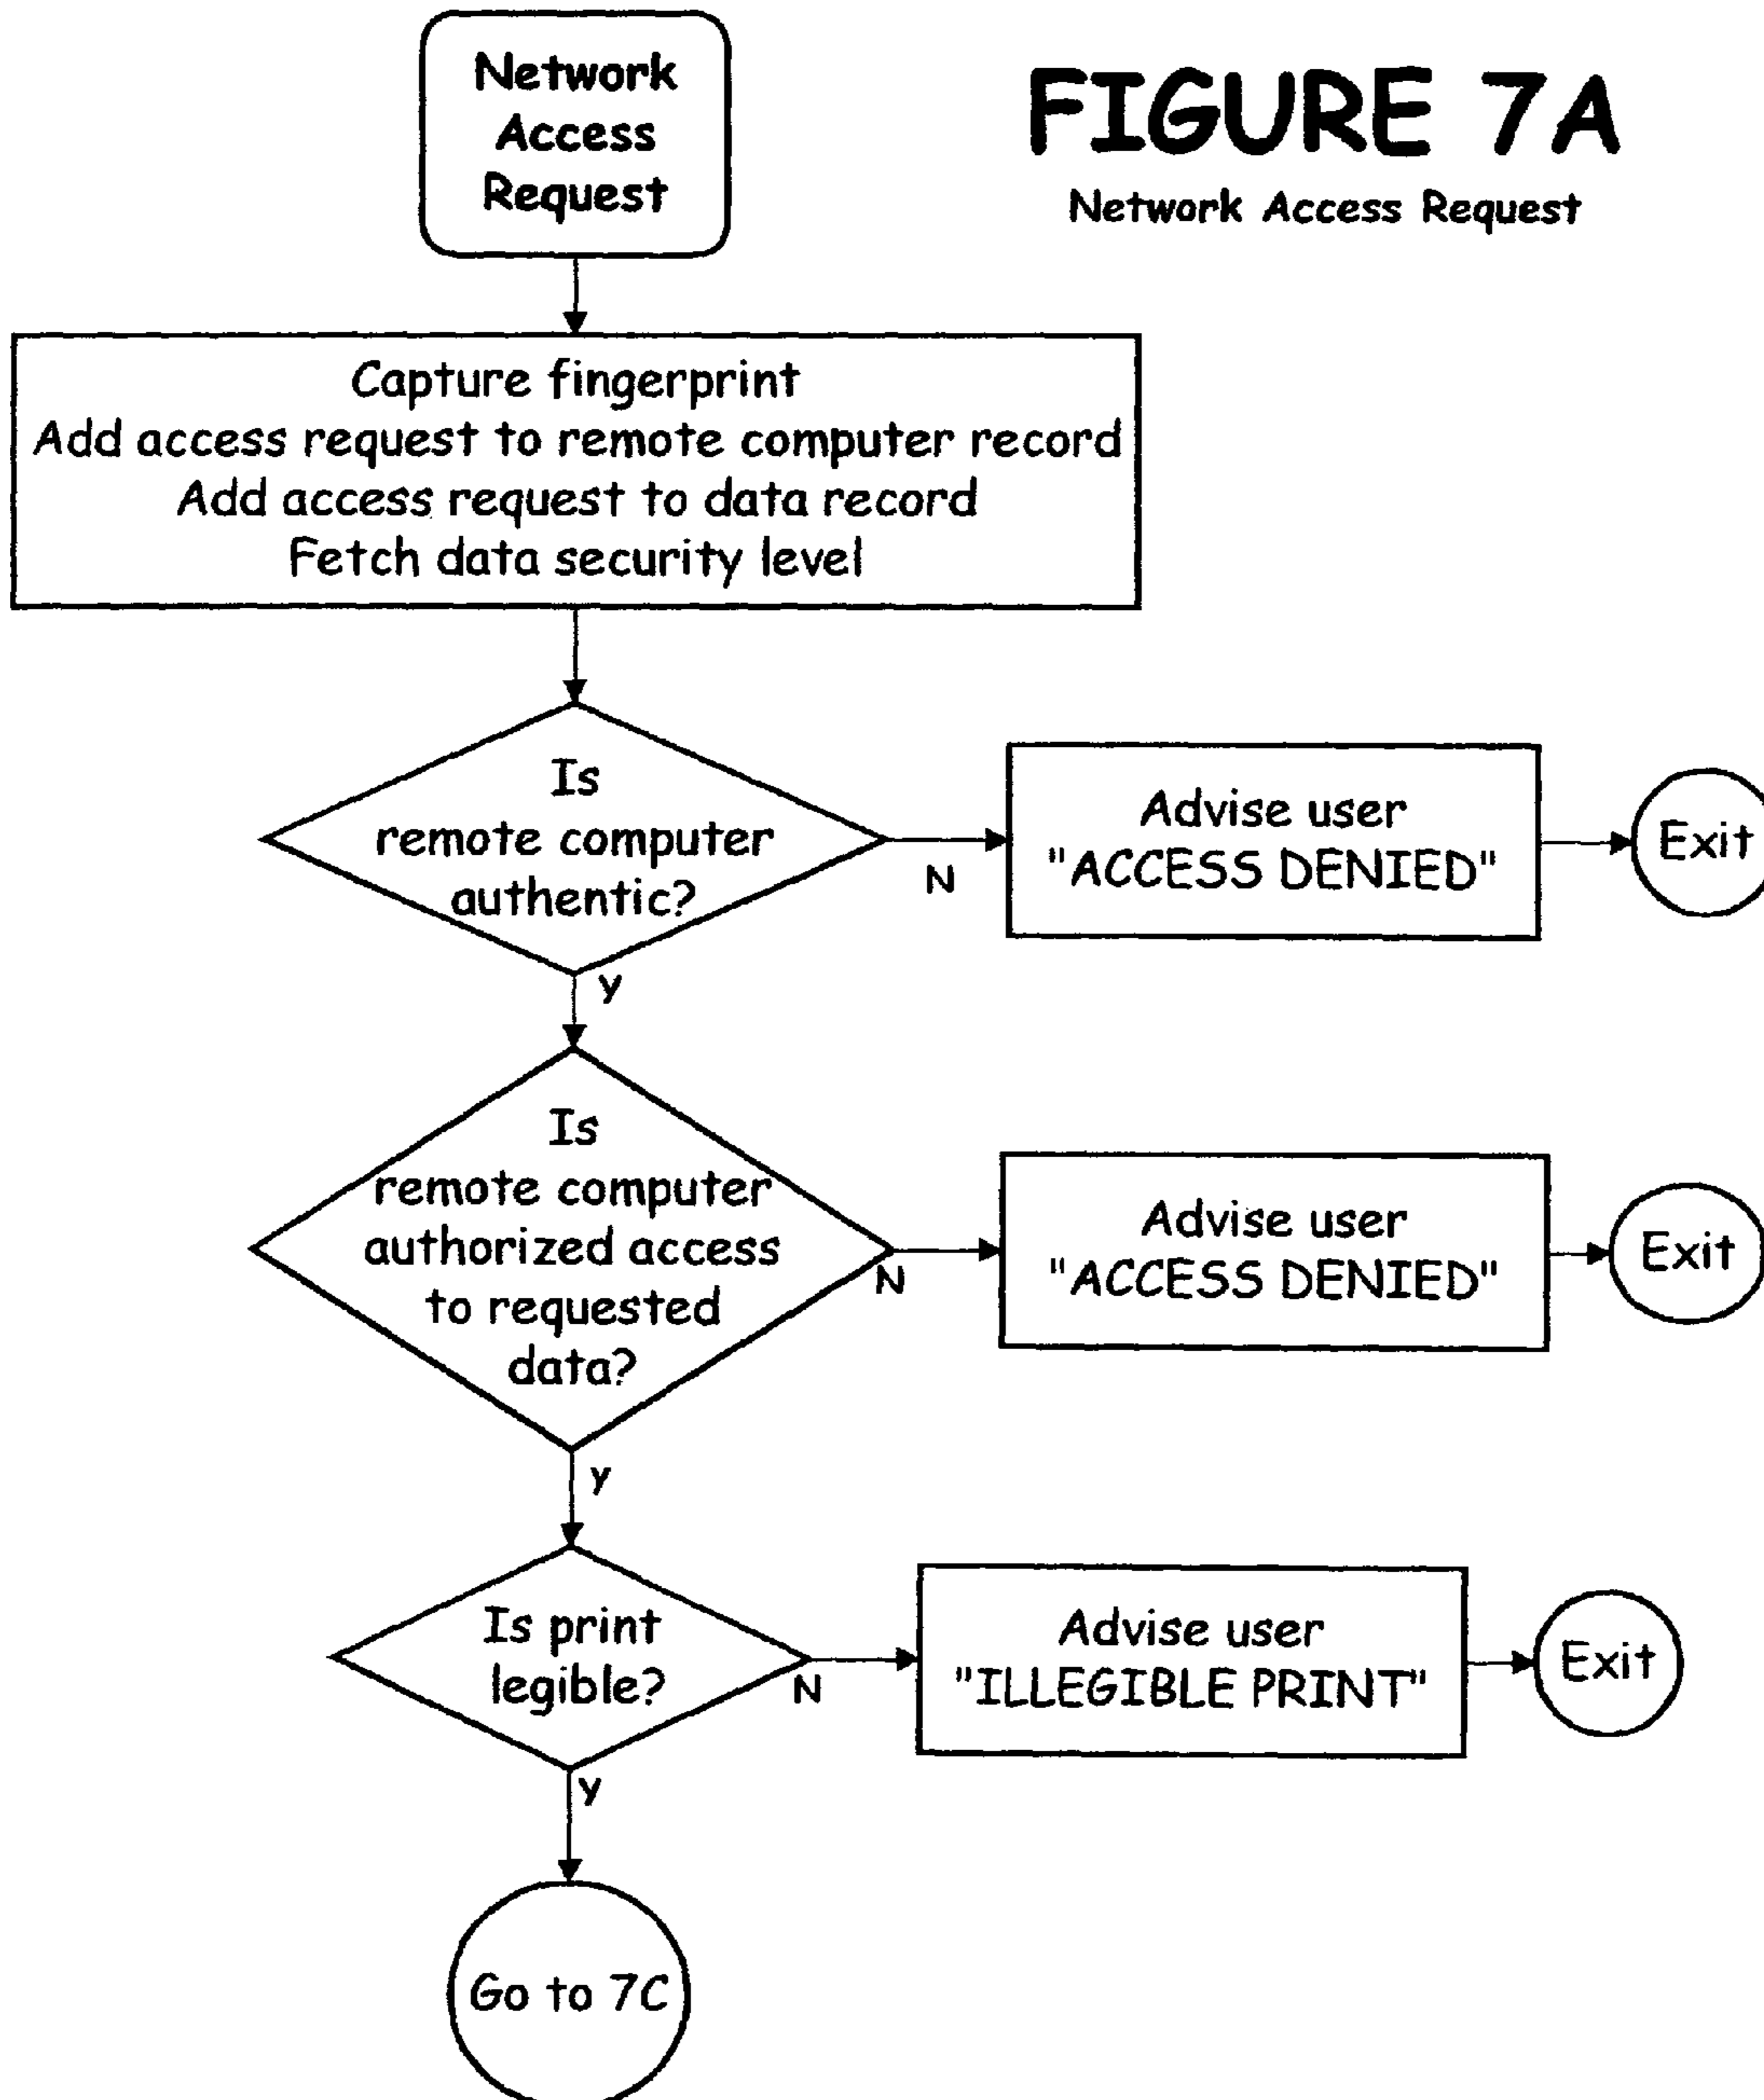 Network
Access
Request
FIGURE 7A
Network Access Request
Capture fingerprint
Add access request to remote computer record
Add access request to data record
Fetch data security level
Is
remote computer
authentic?
N
Advise user
"ACCESS DENIED"
Exit
Y
Is
remote computer
authorized access
to requested
data?
N
Advise user
"ACCESS DENIED"
Exit
Y
Is print
legible?
N
Advise user
"ILLEGIBLE PRINT"
Exit
Y
Go to 7C